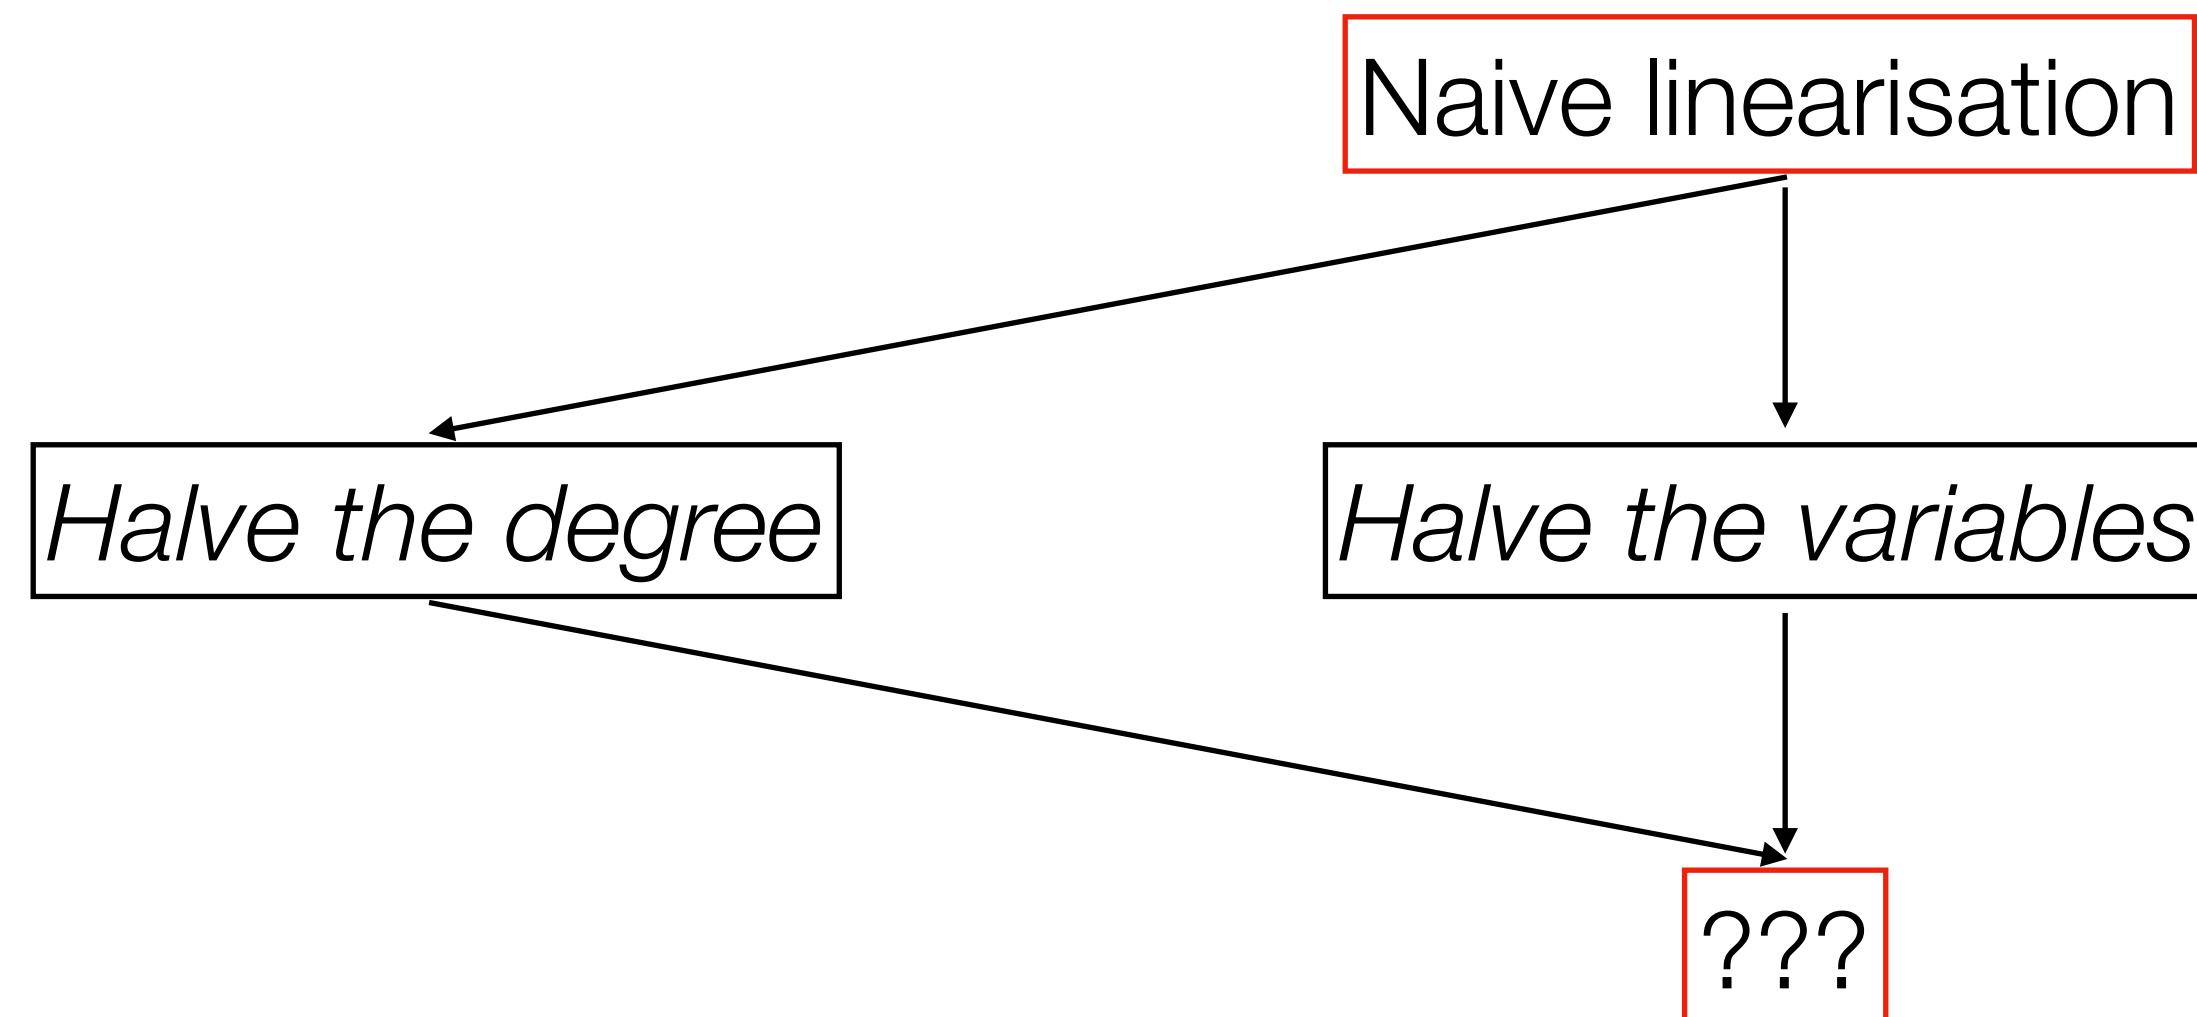 Naive linearisation
Halve the degree
Halve the variables
???